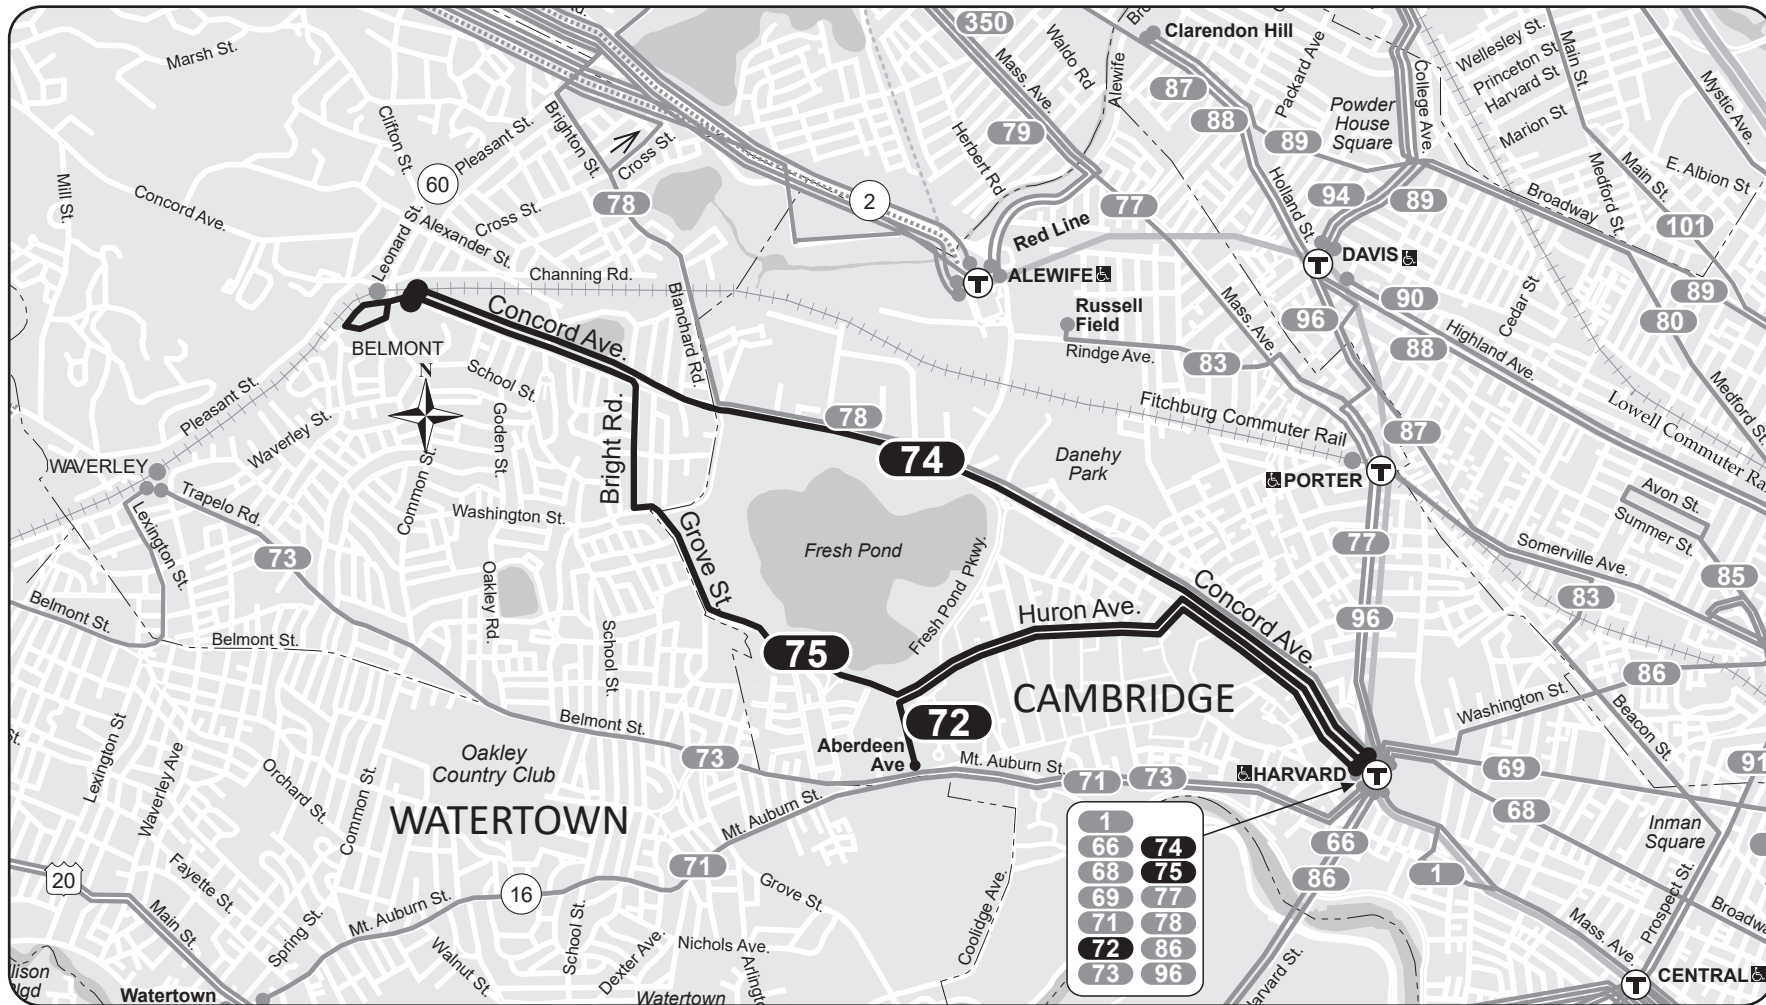 350
Clarendon Hill
Marsh St.
Waldo Rd
Mass. Ave.
Alewife
Packard Ave
College Ave.
Wellesley St.
Princeton St
Harvard St
Main St.
Marion St
Mystic Ave.
87
88
89
Powder
House
Square
79
Herbert Rd
Clifton St.
Pleasant St.
Brighton St.
Cross St.
60
Mill St.
Concord Ave.
78
2
77
Holland St.
94
89
Broadway
Medford St.
Main St.
E. Albion St
101
Leonard St.
Alexander St.
Cross St.
Channing Rd.
Red Line
ALEWIFE
T
DAVIS
T
90
89
80
Blanchard Rd.
Concord Ave.
Russell
Field
Rindge Ave.
83
Mass. Ave.
96
88
Cedar St
Highland Ave.
Medford St.
BELMONT
N
School St.
Goden St.
Pleasant St.
Waverley St.
Bright Rd.
78
74
Fitchburg Commuter Rail
87
Lowell Commuter Ra
WAVERLEY
Trapelo Rd.
Common St.
Washington St.
Danehy
Park
PORTER
T
Avon St.
Summer St.
Lexington St.
73
Grove St
Fresh Pond
Fresh Pond Pkwy.
77
Somerville Ave.
85
83
Belmont St.
Belmont St.
Oakley Rd.
School St.
75
Huron Ave.
Concord Ave.
96
86
CAMBRIDGE
Washington St.
Beacon St.
72
Belmont St.
73
Aberdeen
Ave
Mt. Auburn St.
71
73
HARVARD
T
69
91
68
Lexington St
Waverley Ave
Orchard St.
Common St.
Oakley
Country Club
WATERTOWN
Mt. Auburn St.
71
1
66
74
68
75
69
77
71
78
72
86
73
96
66
86
1
Inman
Square
Prospect St.
20
Main St.
Fayette St.
Spring St.
Mt. Auburn St.
16
School St.
Walnut St.
Dexter Ave.
Nichols Ave.
Grove St.
Coolidge Ave.
Mass. Ave.
Broadw
CENTRAL
T
Watertown
Watertown